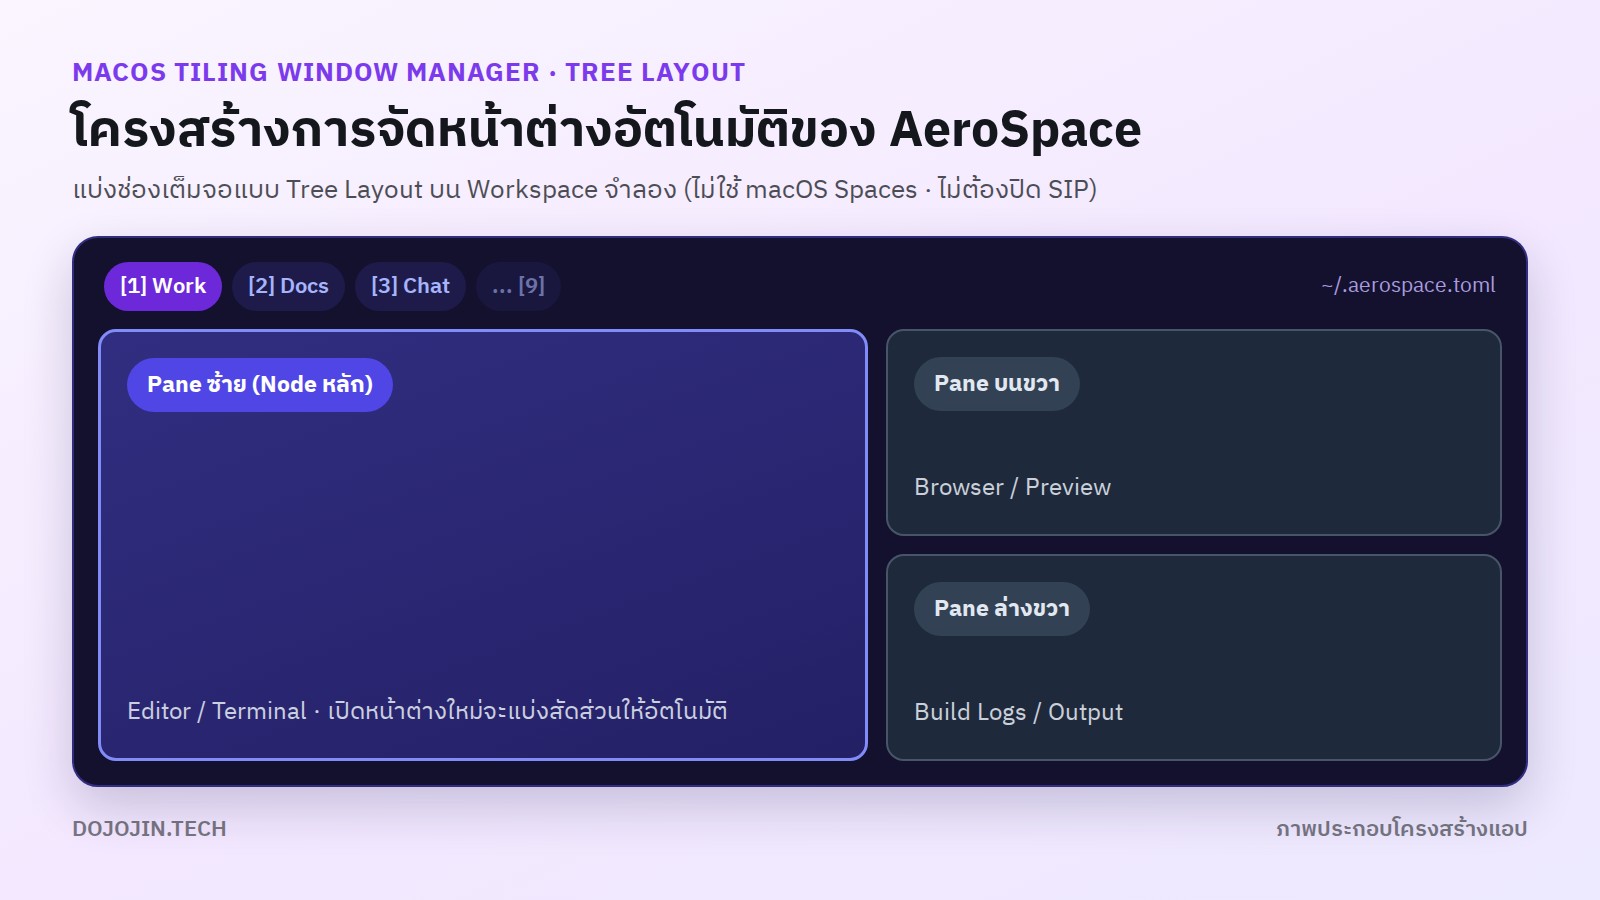 MACOS TILING WINDOW MANAGER · TREE LAYOUT
โครงสร้างการจัดหน้าต่างอัตโนมัติของ AeroSpace
แบ่งช่องเต็มจอแบบ Tree Layout บน Workspace จำลอง (ไม่ใช้ macOS Spaces · ไม่ต้องปิด SIP)
[1] Work [2] Docs [3] Chat ... [9] ~/.aerospace.toml
Pane ซ้าย (Node หลัก)
Editor / Terminal · เปิดหน้าต่างใหม่จะแบ่งสัดส่วนให้อัตโนมัติ
Pane บนขวา
Browser / Preview
Pane ล่างขวา
Build Logs / Output
DOJOJIN.TECH
ภาพประกอบโครงสร้างแอป